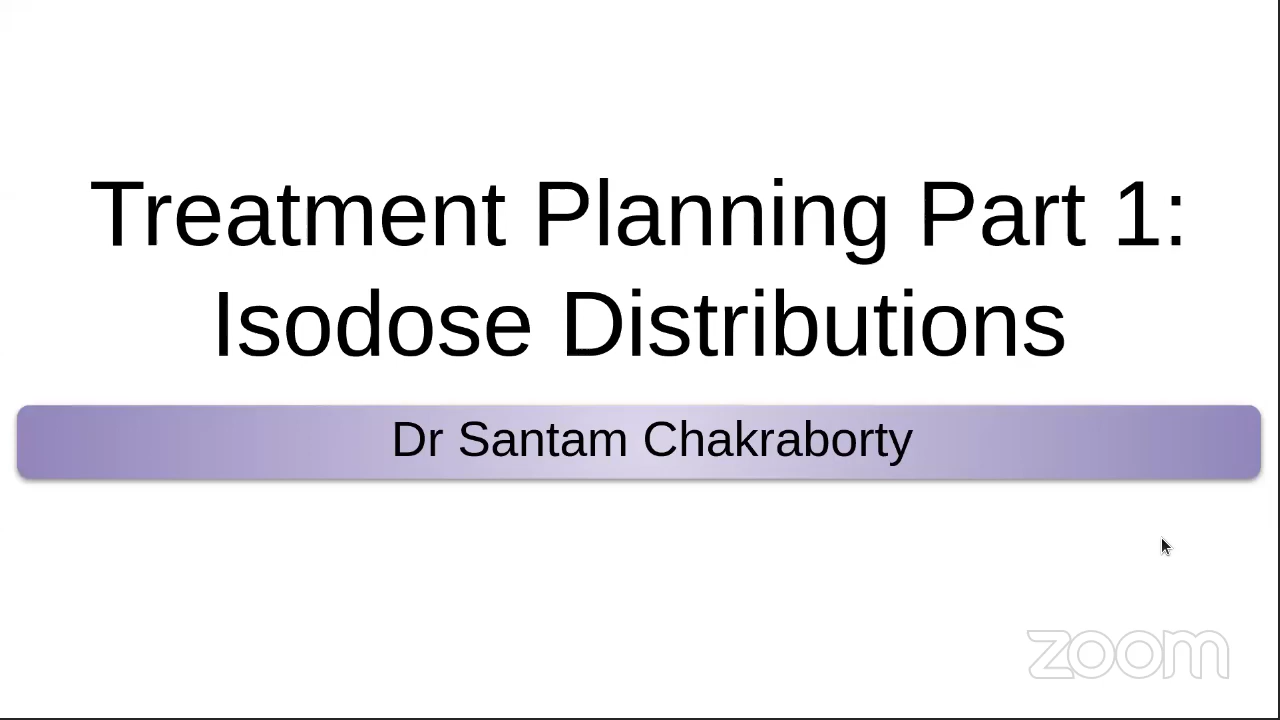 Treatment Planning Part 1:
Isodose Distributions
Dr Santam Chakraborty
zoom